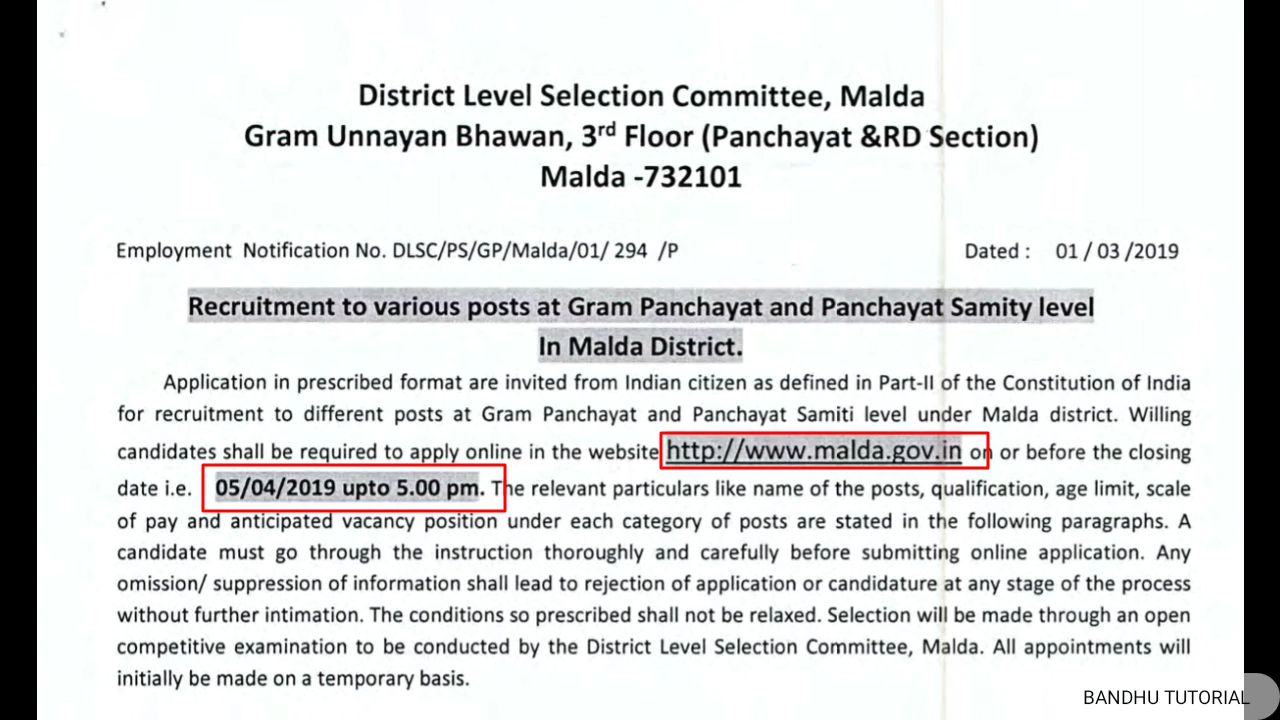 District Level Selection Committee, Malda
Gram Unnayan Bhawan, 3rd Floor (Panchayat &RD Section)
Malda -732101
Employment Notification No. DLSC/PS/GP/Malda/01/ 294 /P Dated : 01 / 03 /2019
Recruitment to various posts at Gram Panchayat and Panchayat Samity level
In Malda District.
Application in prescribed format are invited from Indian citizen as defined in Part-II of the Constitution of India
for recruitment to different posts at Gram Panchayat and Panchayat Samiti level under Malda district. Willing
candidates shall be required to apply online in the website http://www.malda.gov.in on or before the closing
date i.e. 05/04/2019 upto 5.00 pm. The relevant particulars like name of the posts, qualification, age limit, scale
of pay and anticipated vacancy position under each category of posts are stated in the following paragraphs. A
candidate must go through the instruction thoroughly and carefully before submitting online application. Any
omission/ suppression of information shall lead to rejection of application or candidature at any stage of the process
without further intimation. The conditions so prescribed shall not be relaxed. Selection will be made through an open
competitive examination to be conducted by the District Level Selection Committee, Malda. All appointments will
initially be made on a temporary basis.
BANDHU TUTORIAL